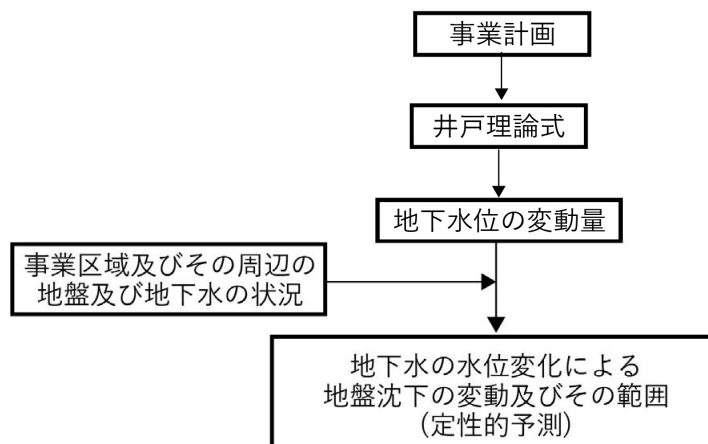 事業計画
井戸理論式
地下水位の変動量
事業区域及びその周辺の
地盤及び地下水の状況
地下水の水位変化による
地盤沈下の変動及びその範囲
(定性的予測)